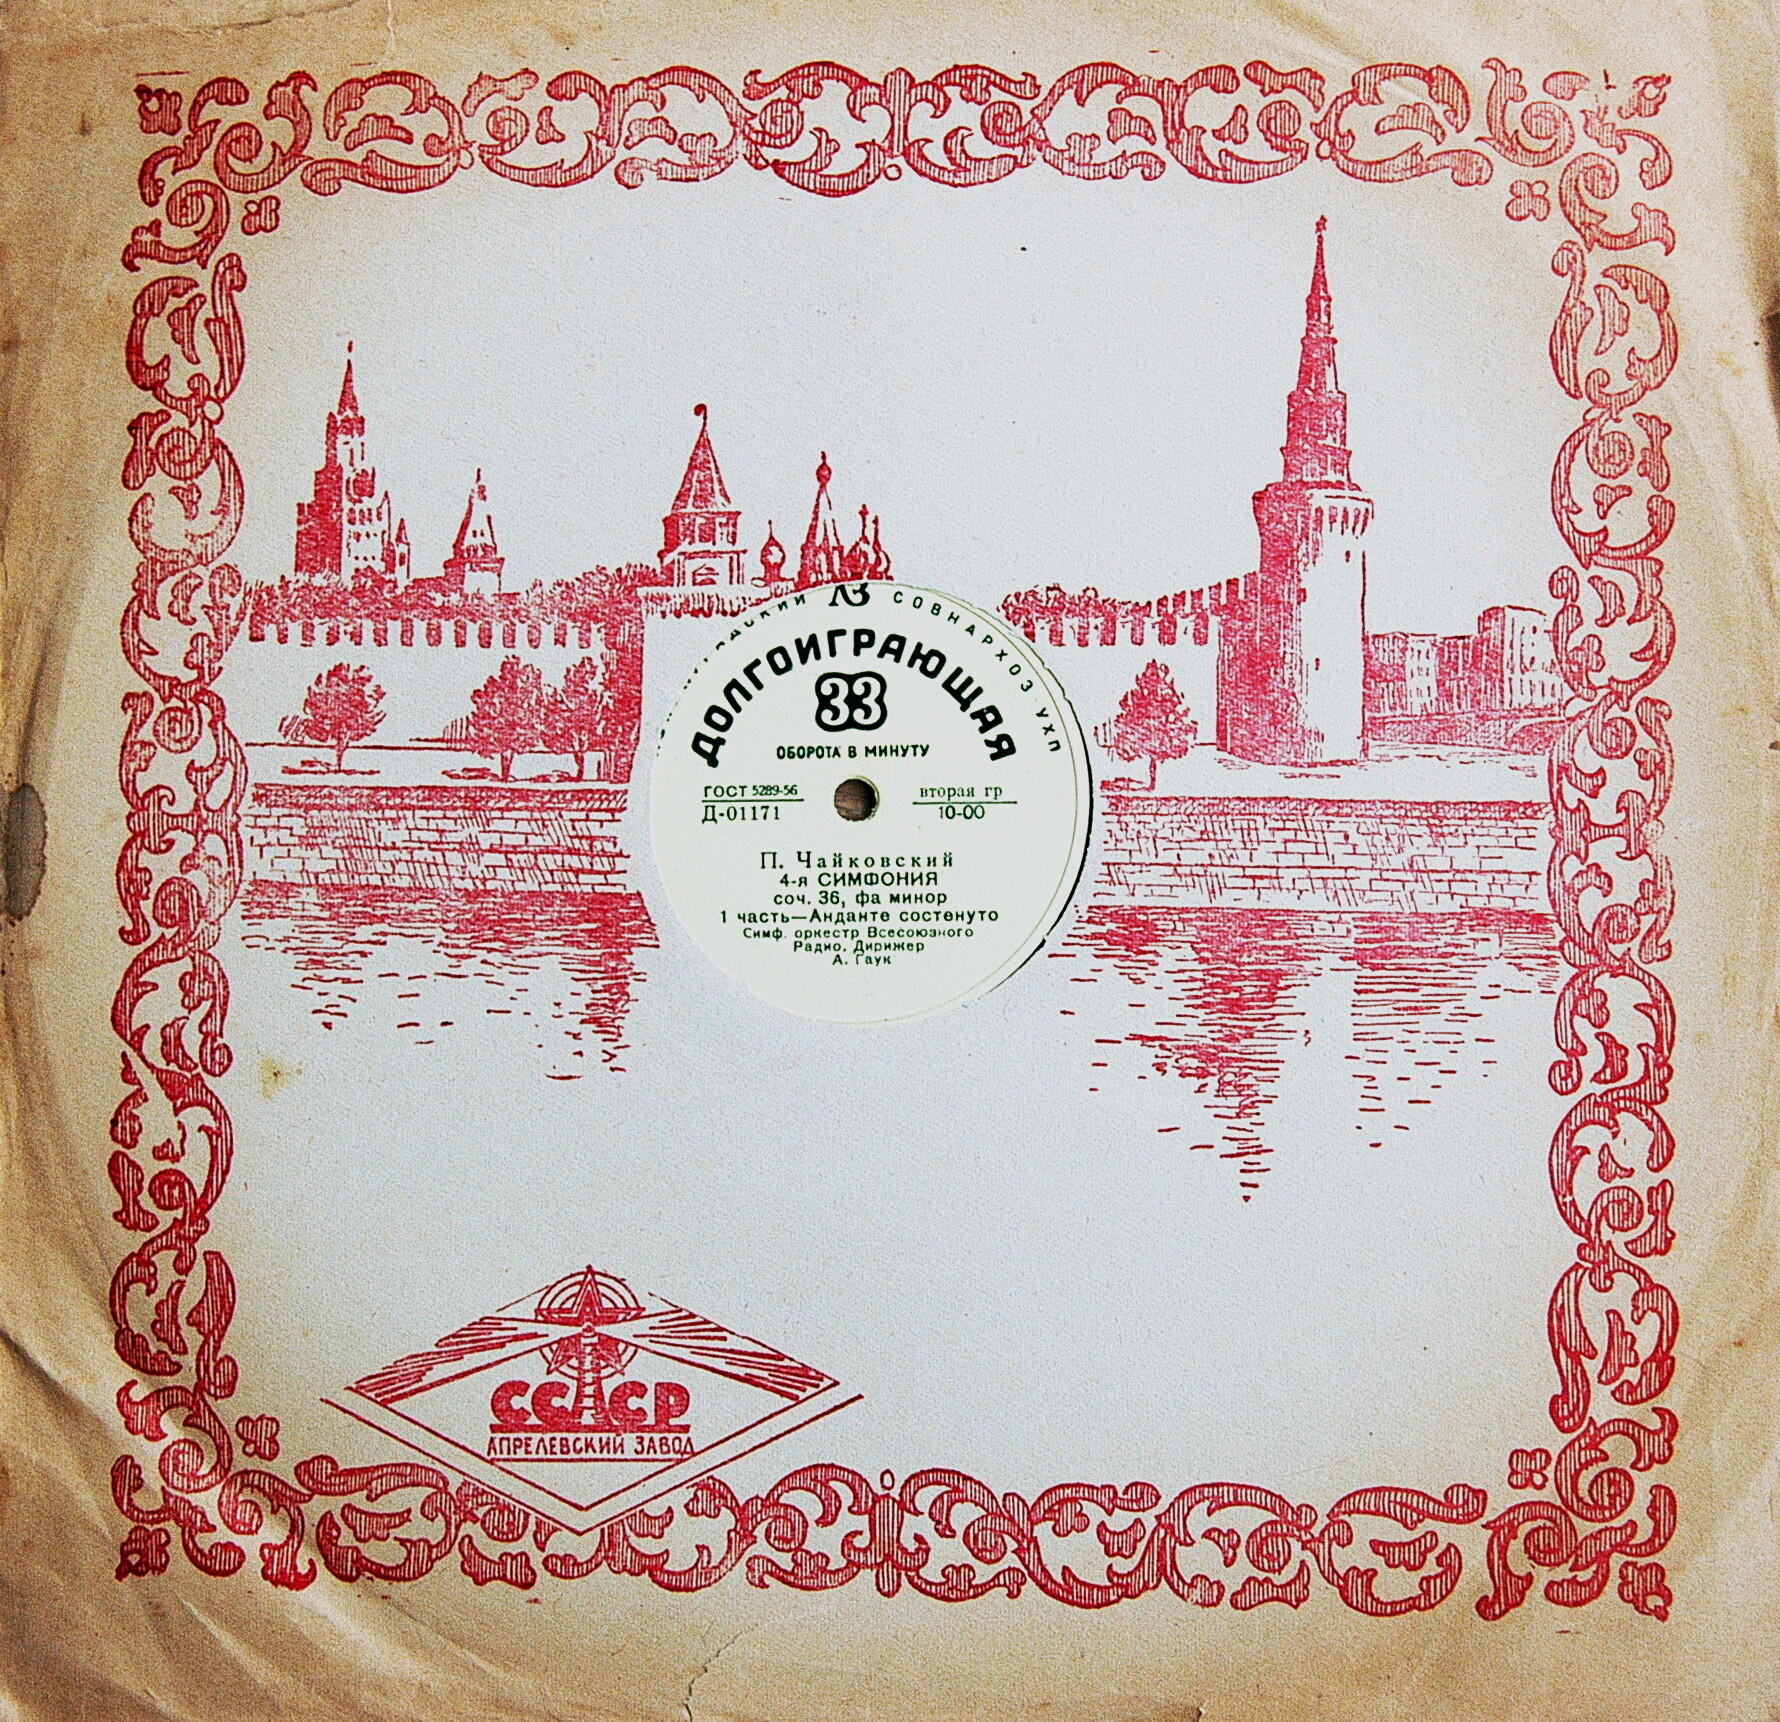 ЛЗ СОВНАРХОЗ УХП
ДОЛГОИГРАЮЩАЯ
33
ОБОРОТА В МИНУТУ
ГОСТ 5289-56 вторая гр
Д-01171 10-00
П. Чайковский
4-я СИМФОНИЯ
соч. 36, фа минор
1 часть—Анданте состенуто
Симф. оркестр Всесоюзного
Радио. Дирижер
А. Гаук
СССР
АПРЕЛЕВСКИЙ ЗАВОД